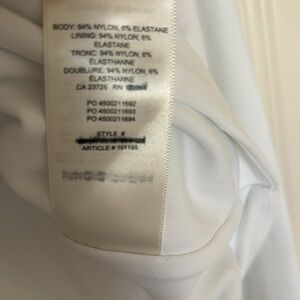 BODY: 94% NYLON, 6% ELASTANE
LINING: 94% NYLON, 6%
ELASTANE
TRONC: 94% NYLON, 6%
ÉLASTHANNE
DOUBLURE: 94% NYLON, 6%
ÉLASTHANNE
CA 23725 RN
PO 4500211692
PO 4500211693
PO 4500211694
STYLE #
ARTICLE # 101195